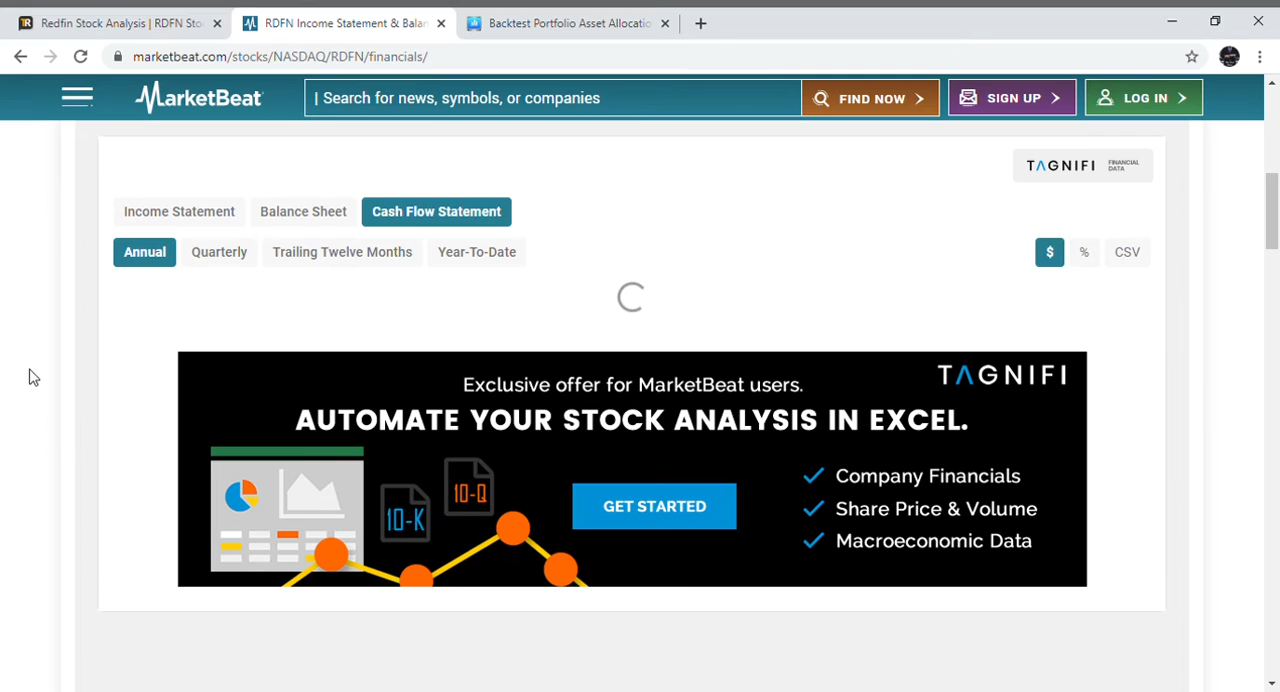 Redfin Stock Analysis | RDFN Sto
RDFN Income Statement & Balan
Backtest Portfolio Asset Allocatio
marketbeat.com/stocks/NASDAQ/RDFN/financials/
MarketBeat
| Search for news, symbols, or companies
FIND NOW
SIGN UP
LOG IN
TAGNIFI FINANCIAL DATA
Income Statement Balance Sheet Cash Flow Statement
Annual Quarterly Trailing Twelve Months Year-To-Date $ % CSV
TAGNIFI
Exclusive offer for MarketBeat users.
AUTOMATE YOUR STOCK ANALYSIS IN EXCEL.
10-K
10-Q
GET STARTED
Company Financials
Share Price & Volume
Macroeconomic Data